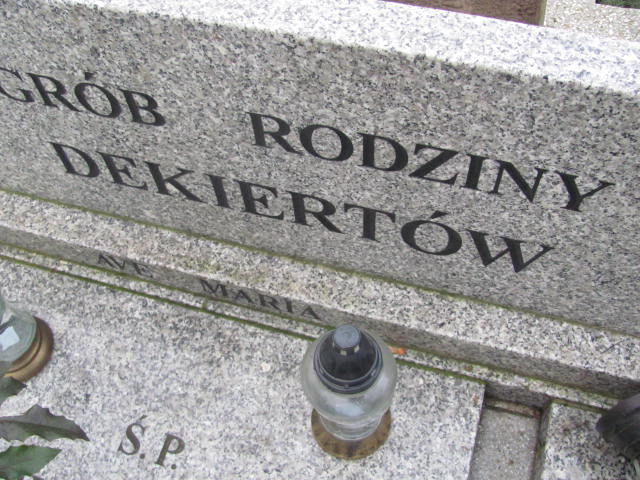 GRÓB RODZINY
DEKIERTÓW
AVE MARIA
Ś.P.